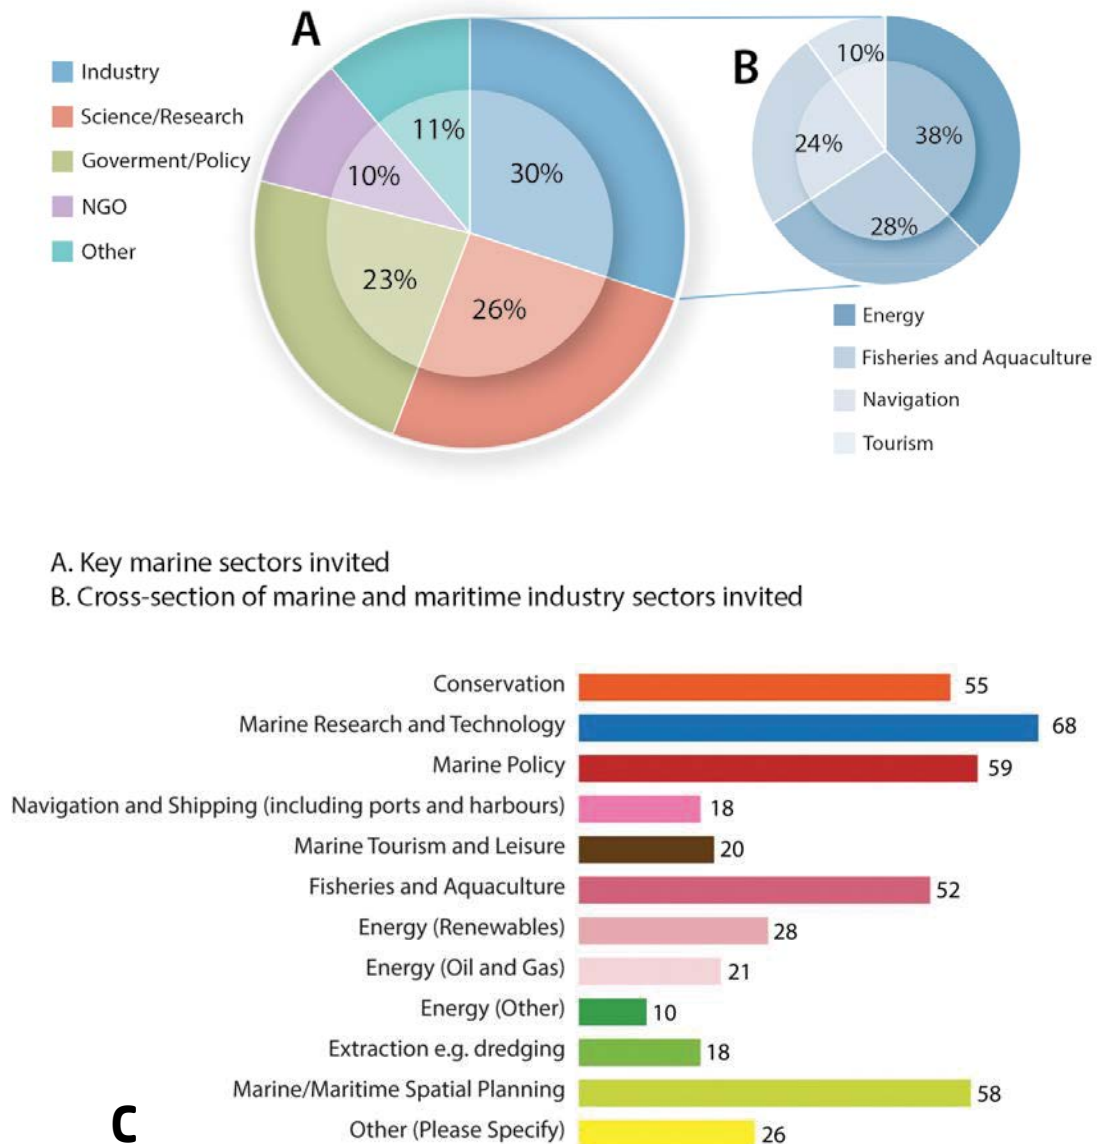 A
Industry
Science/Research
Goverment/Policy
NGO
Other
11%
30%
10%
23%
26%
B
10%
38%
24%
28%
Energy
Fisheries and Aquaculture
Navigation
Tourism
A. Key marine sectors invited
B. Cross-section of marine and maritime industry sectors invited
Conservation 55
Marine Research and Technology 68
Marine Policy 59
Navigation and Shipping (including ports and harbours) 18
Marine Tourism and Leisure 20
Fisheries and Aquaculture 52
Energy (Renewables) 28
Energy (Oil and Gas) 21
Energy (Other) 10
Extraction e.g. dredging 18
Marine/Maritime Spatial Planning 58
Other (Please Specify) 26
C